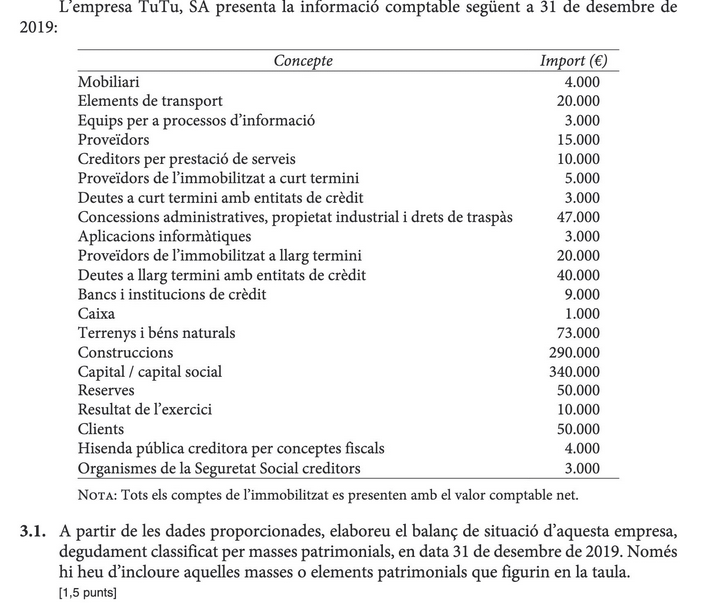 L'empresa TuTu, SA presenta la informació comptable següent a 31 de desembre de
2019:
Concepte Import (€)
Mobiliari 4.000
Elements de transport 20.000
Equips per a processos d'informació 3.000
Proveïdors 15.000
Creditors per prestació de serveis 10.000
Proveïdors de l'immobilitzat a curt termini 5.000
Deutes a curt termini amb entitats de crèdit 3.000
Concessions administratives, propietat industrial i drets de traspàs 47.000
Aplicacions informàtiques 3.000
Proveïdors de l'immobilitzat a llarg termini 20.000
Deutes a llarg termini amb entitats de crèdit 40.000
Bancs i institucions de crèdit 9.000
Caixa 1.000
Terrenys i béns naturals 73.000
Construccions 290.000
Capital / capital social 340.000
Reserves 50.000
Resultat de l'exercici 10.000
Clients 50.000
Hisenda pública creditora per conceptes fiscals 4.000
Organismes de la Seguretat Social creditors 3.000
NOTA: Tots els comptes de l'immobilitzat es presenten amb el valor comptable net.
3.1. A partir de les dades proporcionades, elaboreu el balanç de situació d'aquesta empresa,
degudament classificat per masses patrimonials, en data 31 de desembre de 2019. Només
hi heu d'incloure aquelles masses o elements patrimonials que figurin en la taula.
[1,5 punts]